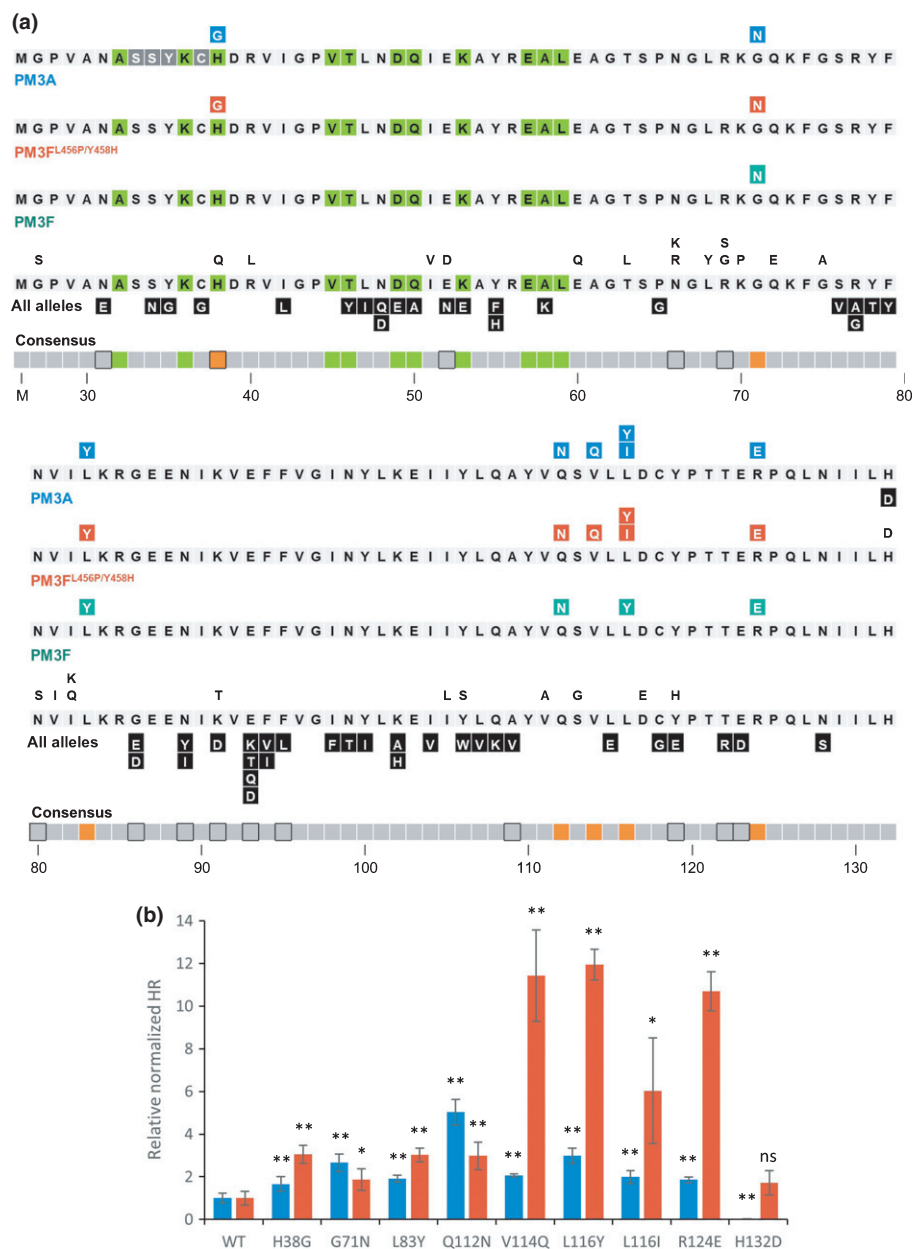 (a)
G N
M G P V A N A S S Y K C H D R V I G P V T L N D Q I E K A Y R E A L E A G T S P N G L R K G Q K F G S R Y F
PM3A
G N
M G P V A N A S S Y K C H D R V I G P V T L N D Q I E K A Y R E A L E A G T S P N G L R K G Q K F G S R Y F
PM3F^L456P/Y458H
N
M G P V A N A S S Y K C H D R V I G P V T L N D Q I E K A Y R E A L E A G T S P N G L R K G Q K F G S R Y F
PM3F
K S
S Q L V D Q L R Y G P E A
M G P V A N A S S Y K C H D R V I G P V T L N D Q I E K A Y R E A L E A G T S P N G L R K G Q K F G S R Y F
All alleles E N G G L Y I Q E A N E F K G V A T Y
D H G
Consensus
M 30 40 50 60 70 80
Y
Y N Q I E
N V I L K R G E E N I K V E F F V G I N Y L K E I I Y L Q A Y V Q S V L L D C Y P T T E R P Q L N I I L H
PM3A D
Y
Y N Q I E D
N V I L K R G E E N I K V E F F V G I N Y L K E I I Y L Q A Y V Q S V L L D C Y P T T E R P Q L N I I L H
PM3F^L456P/Y458H
Y N Y E
N V I L K R G E E N I K V E F F V G I N Y L K E I I Y L Q A Y V Q S V L L D C Y P T T E R P Q L N I I L H
PM3F
K
S I Q T L S A G E H
N V I L K R G E E N I K V E F F V G I N Y L K E I I Y L Q A Y V Q S V L L D C Y P T T E R P Q L N I I L H
All alleles E Y D K V L F T I A V W V K V E G E R D S
D I T I H
Q
D
Consensus
80 90 100 110 120 130
(b)
Relative normalized HR
14
12
10
8
6
4
2
0
** ** ** * ** ** ** ** ** ** ** ** ** * ** ** ** ns
WT H38G G71N L83Y Q112N V114Q L116Y L116I R124E H132D